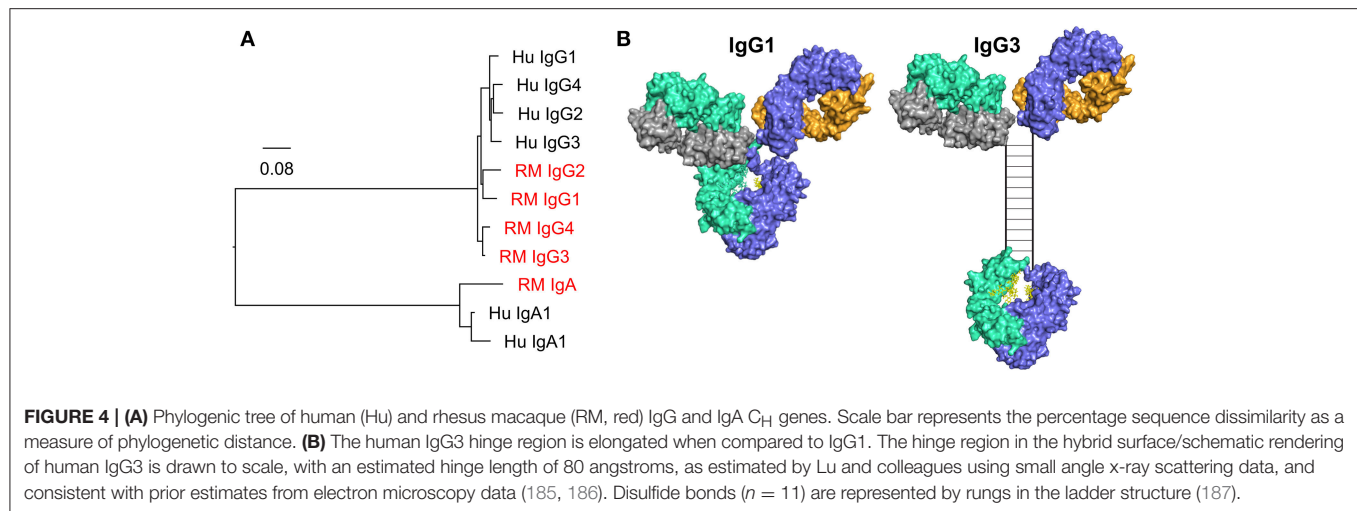 A
Hu IgG1
Hu IgG4
Hu IgG2
Hu IgG3
RM IgG2
RM IgG1
RM IgG4
RM IgG3
RM IgA
Hu IgA1
Hu IgA1
0.08
B
IgG1
IgG3
FIGURE 4 | (A) Phylogenic tree of human (Hu) and rhesus macaque (RM, red) IgG and IgA CH genes. Scale bar represents the percentage sequence dissimilarity as a
measure of phylogenetic distance. (B) The human IgG3 hinge region is elongated when compared to IgG1. The hinge region in the hybrid surface/schematic rendering
of human IgG3 is drawn to scale, with an estimated hinge length of 80 angstroms, as estimated by Lu and colleagues using small angle x-ray scattering data, and
consistent with prior estimates from electron microscopy data (185, 186). Disulfide bonds (n = 11) are represented by rungs in the ladder structure (187).